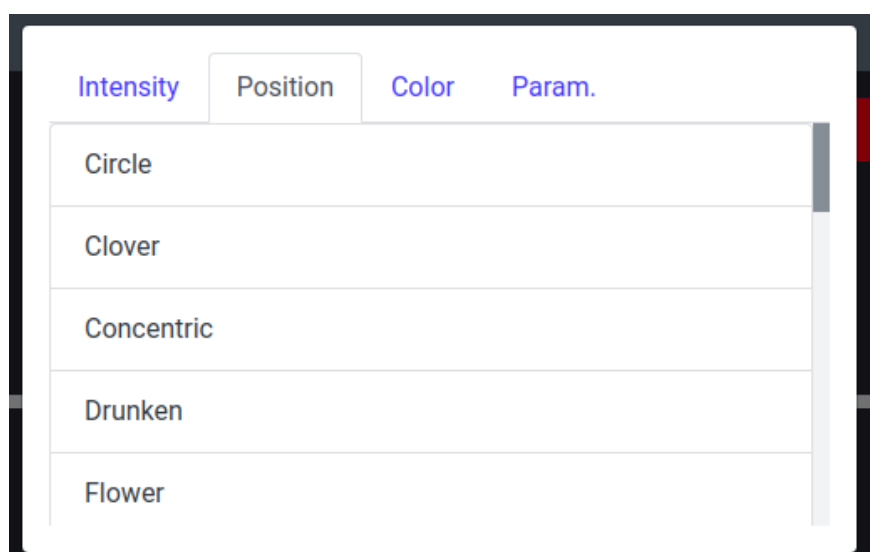 Intensity Position Color Param.
Circle
Clover
Concentric
Drunken
Flower